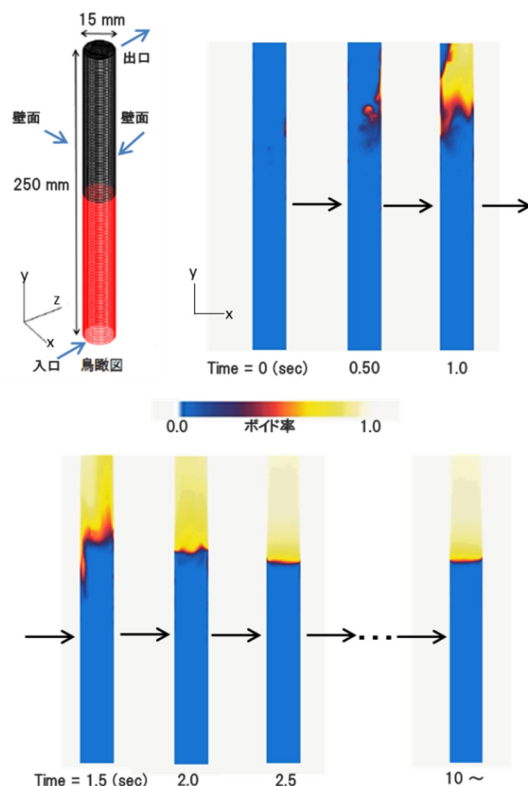 15 mm
出口
壁面
壁面
250 mm
y
z
x
入口
鳥瞰図
y
x
Time = 0 (sec)
0.50
1.0
0.0
ボイド率
1.0
Time = 1.5 (sec)
2.0
2.5
10 ～